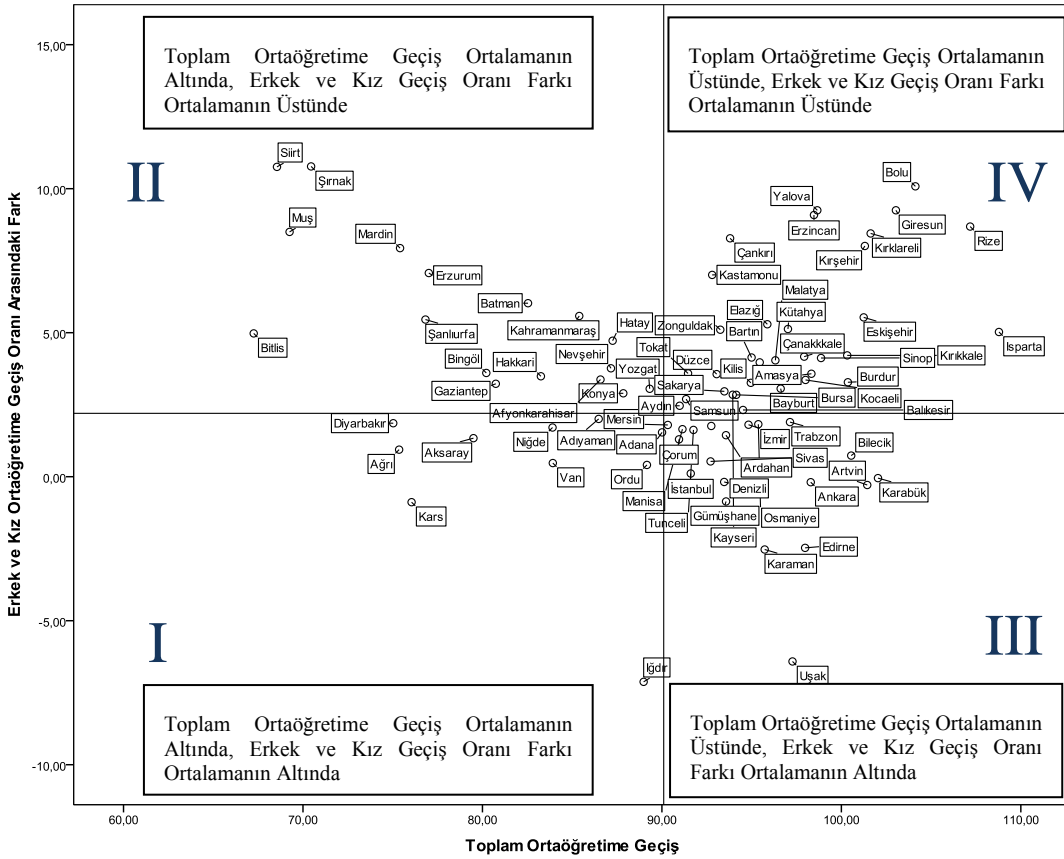 Toplam Ortaöğretime Geçiş Ortalamanın
Altında, Erkek ve Kız Geçiş Oranı Farkı
Ortalamanın Üstünde
Toplam Ortaöğretime Geçiş Ortalamanın
Üstünde, Erkek ve Kız Geçiş Oranı Farkı
Ortalamanın Üstünde
II
IV
Erkek ve Kız Ortaöğretime Geçiş Oranı Arasındaki Fark
15,00
10,00
5,00
0,00
-5,00
-10,00
Siirt
Şırnak
Muş
Mardin
Erzurum
Batman
Bitlis
Şanlıurfa
Kahramanmaraş
Hatay
Bingöl
Hakkari
Nevşehir
Tokat
Gaziantep
Yozgat
Konya
Afyonkarahisar
Bolu
Yalova
Giresun
Erzincan
Rize
Kırklareli
Kırşehir
Çankırı
Kastamonu
Malatya
Elazığ
Kütahya
Zonguldak
Bartın
Eskişehir
Isparta
Çanakkkale
Sinop
Kırıkkale
Düzce
Kilis
Amasya
Burdur
Sakarya
Bayburt
Bursa
Kocaeli
Aydın
Samsun
Balıkesir
Diyarbakır
Mersin
Ağrı
Aksaray
Niğde
Adıyaman
Adana
Çorum
İzmir
Trabzon
Bilecik
Van
Ordu
Sivas
Ardahan
Artvin
Manisa
İstanbul
Denizli
Ankara
Karabük
Kars
Tunceli
Gümüşhane
Osmaniye
Kayseri
Edirne
Karaman
Iğdır
Uşak
I
III
Toplam Ortaöğretime Geçiş Ortalamanın
Altında, Erkek ve Kız Geçiş Oranı Farkı
Ortalamanın Altında
Toplam Ortaöğretime Geçiş Ortalamanın
Üstünde, Erkek ve Kız Geçiş Oranı
Farkı Ortalamanın Altında
60,00
70,00
80,00
90,00
100,00
110,00
Toplam Ortaöğretime Geçiş